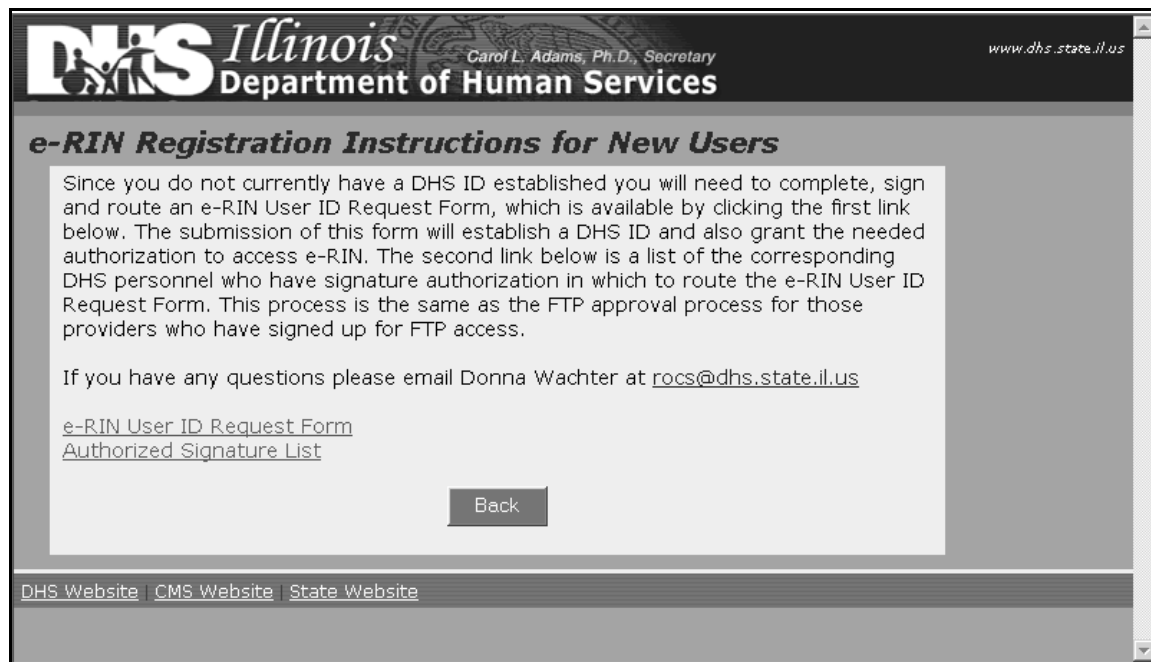 DHS Illinois Carol L. Adams, Ph.D., Secretary www.dhs.state.il.us
Department of Human Services
e-RIN Registration Instructions for New Users
Since you do not currently have a DHS ID established you will need to complete, sign
and route an e-RIN User ID Request Form, which is available by clicking the first link
below. The submission of this form will establish a DHS ID and also grant the needed
authorization to access e-RIN. The second link below is a list of the corresponding
DHS personnel who have signature authorization in which to route the e-RIN User ID
Request Form. This process is the same as the FTP approval process for those
providers who have signed up for FTP access.
If you have any questions please email Donna Wachter at rocs@dhs.state.il.us
e-RIN User ID Request Form
Authorized Signature List
Back
DHS Website | CMS Website | State Website